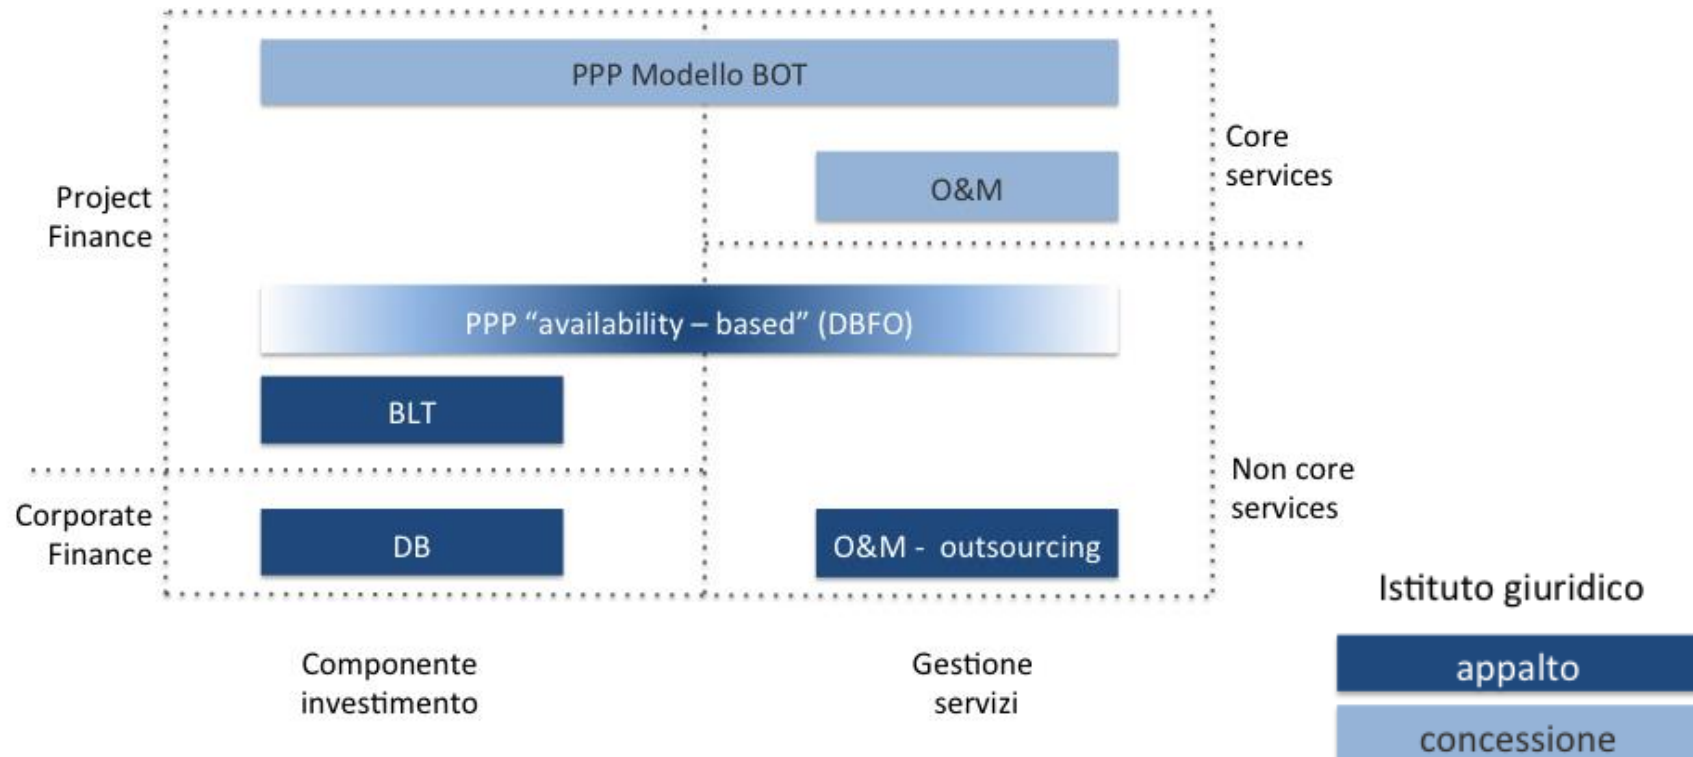 PPP Modello BOT
Core
services
O&M
Project
Finance
PPP “availability – based” (DBFO)
BLT
Non core
services
Corporate
Finance
DB
O&M - outsourcing
Istituto giuridico
Componente
investimento
Gestione
servizi
appalto
concessione